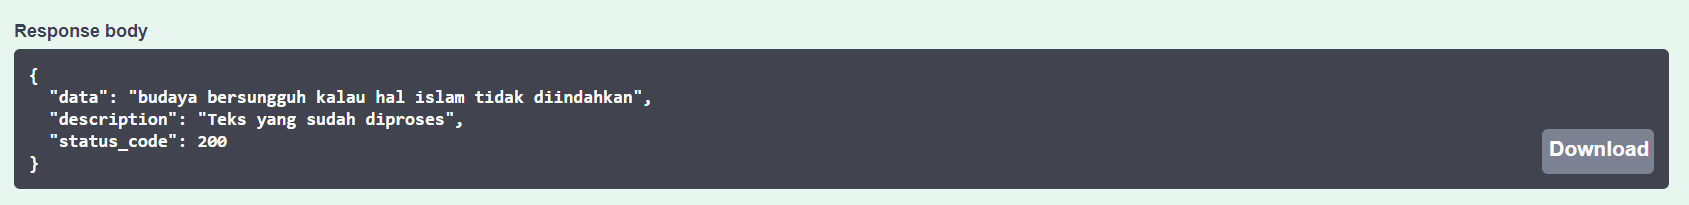 Response body
{
  "data": "budaya bersungguh kalau hal islam tidak diindahkan",
  "description": "Teks yang sudah diproses",
  "status_code": 200
}
Download